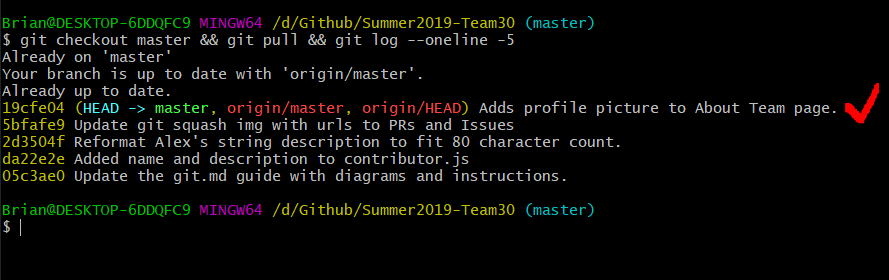 Brian@DESKTOP-6DDQFC9 MINGW64 /d/Github/Summer2019-Team30 (master)
$ git checkout master && git pull && git log --oneline -5
Already on 'master'
Your branch is up to date with 'origin/master'.
Already up to date.
19cfe04 (HEAD -> master, origin/master, origin/HEAD) Adds profile picture to About Team page.
5bfafe9 Update git squash img with urls to PRs and Issues
2d3504f Reformat Alex's string description to fit 80 character count.
da22e2e Added name and description to contributor.js
05c3ae0 Update the git.md guide with diagrams and instructions.
Brian@DESKTOP-6DDQFC9 MINGW64 /d/Github/Summer2019-Team30 (master)
$